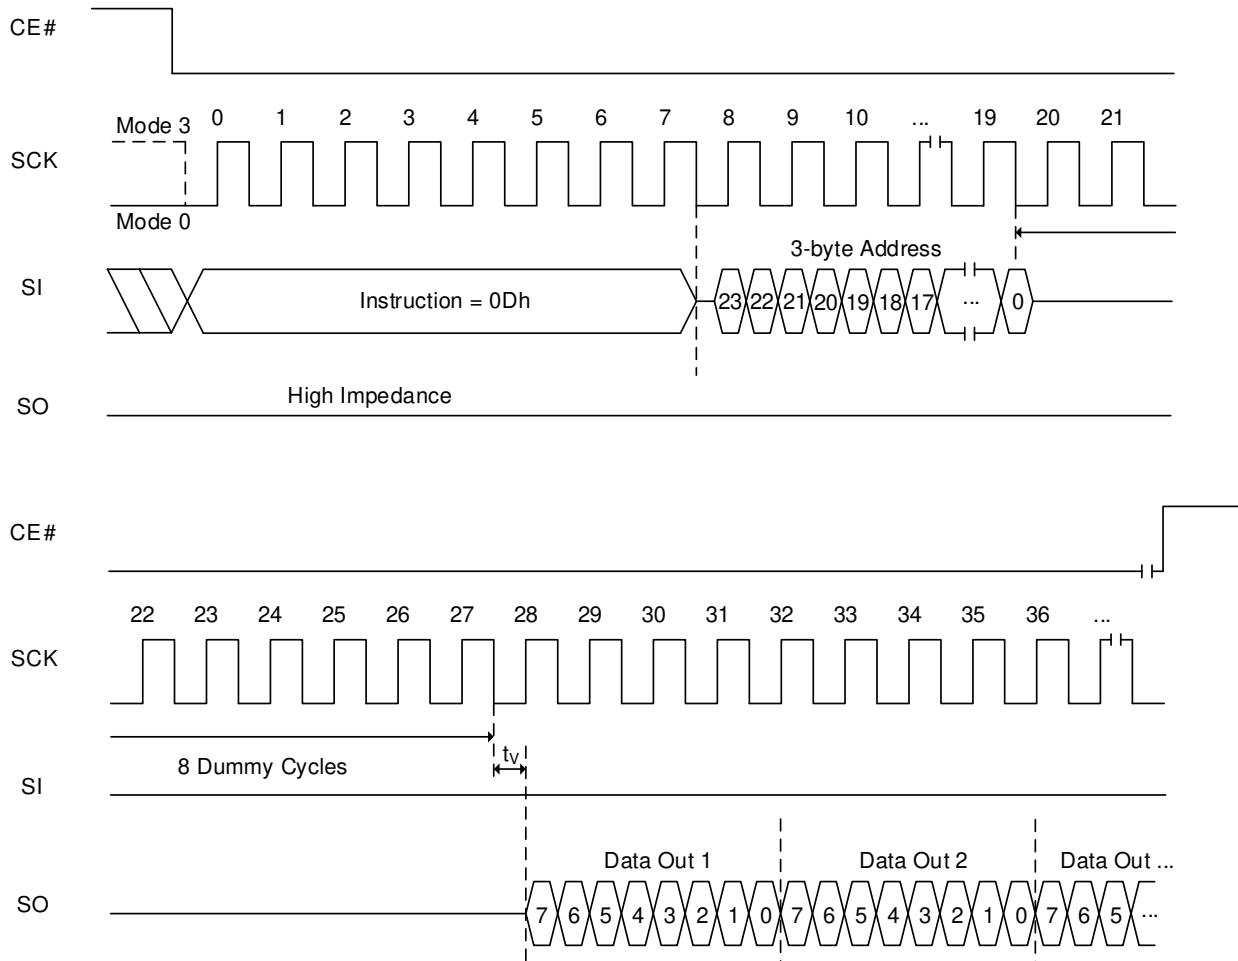 CE#
0 1 2 3 4 5 6 7 8 9 10 ... 19 20 21
Mode 3
SCK
Mode 0
3-byte Address
SI
Instruction = 0Dh
23 22 21 20 19 18 17 ... 0
High Impedance
SO
CE#
22 23 24 25 26 27 28 29 30 31 32 33 34 35 36 ...
SCK
tV
8 Dummy Cycles
SI
Data Out 1 Data Out 2 Data Out ...
SO
7 6 5 4 3 2 1 0 7 6 5 4 3 2 1 0 7 6 5 ...